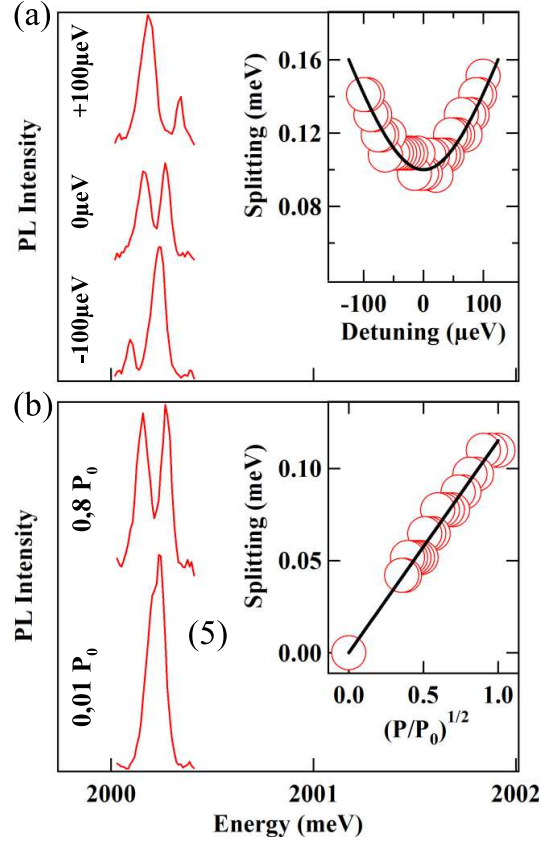 (a)
PL Intensity
+100μeV
0μeV
-100μeV
Splitting (meV)
0.16
0.12
0.08
-100 0 100
Detuning (μeV)
(b)
PL Intensity
0,8 P0
0,01 P0
(5)
Splitting (meV)
0.10
0.05
0.00
0.0 0.5 1.0
(P/P0)1/2
2000 2001 2002
Energy (meV)